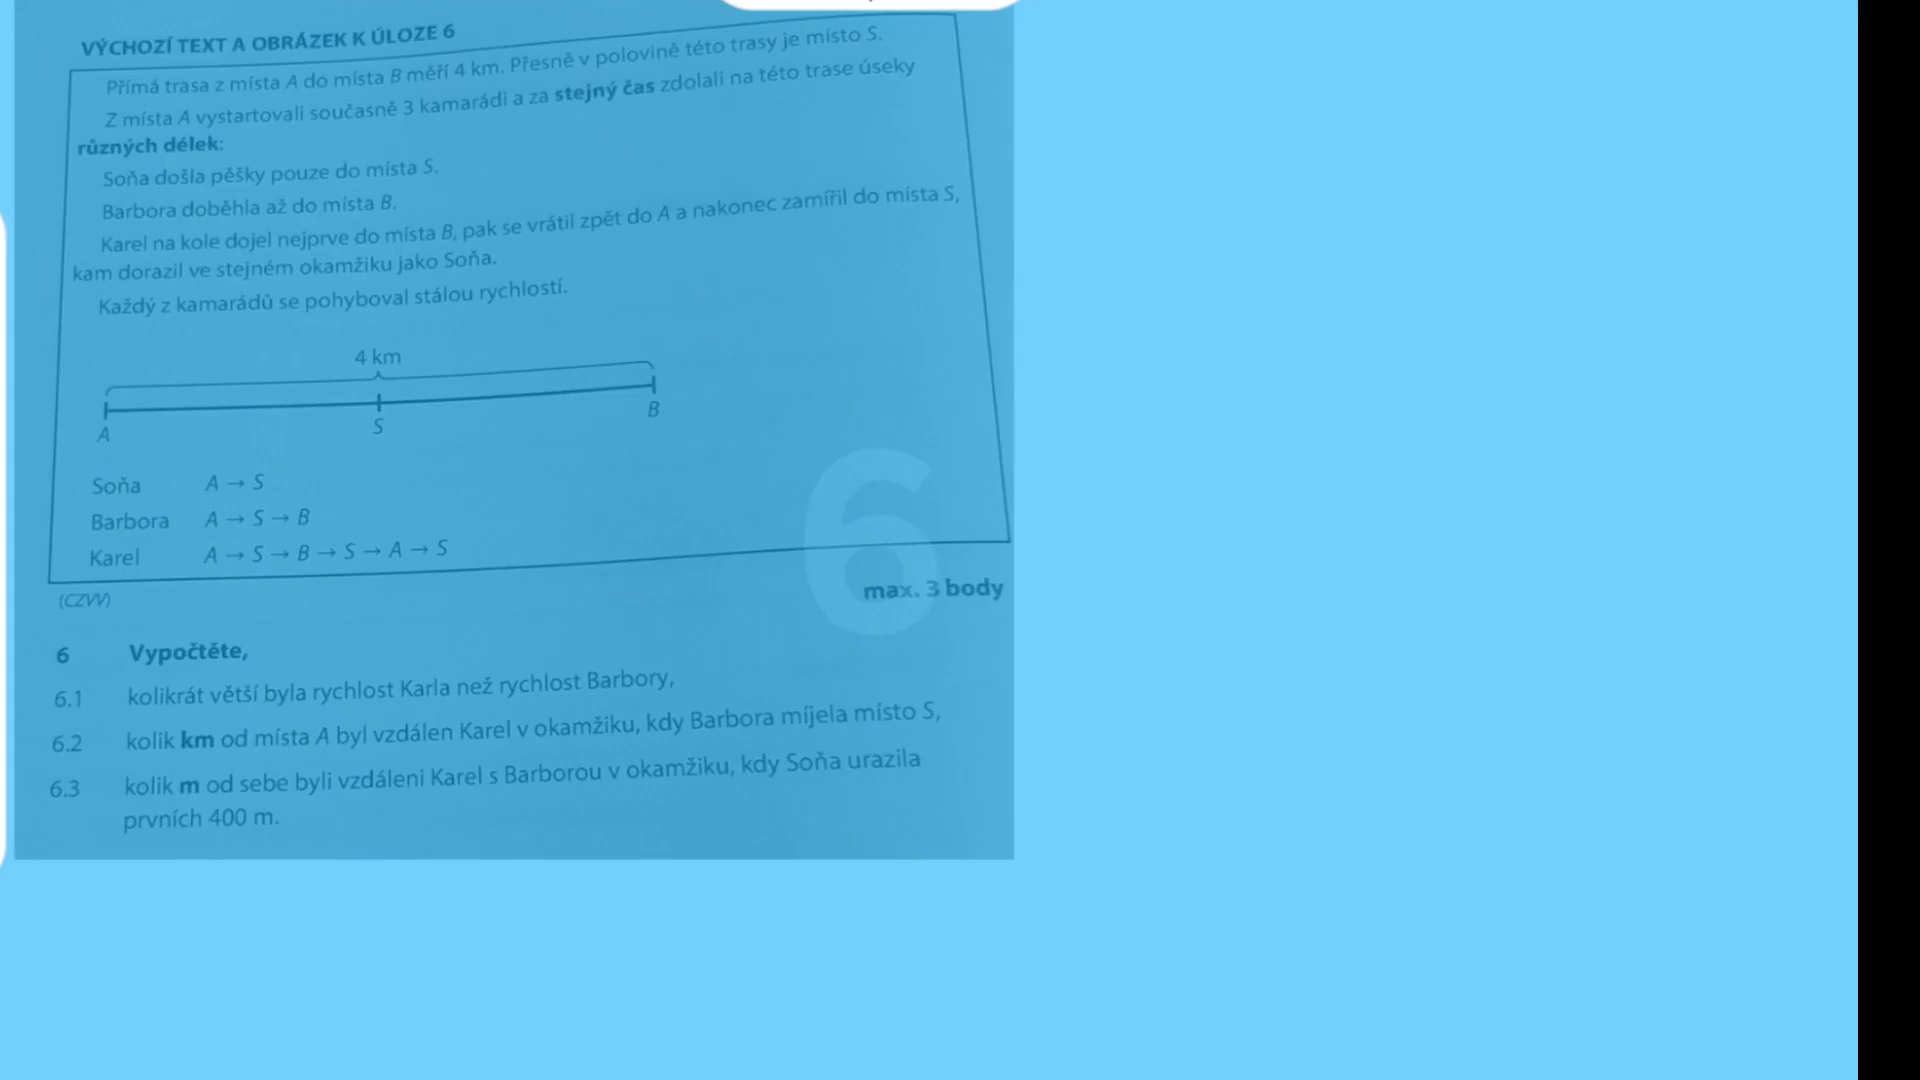 VÝCHOZÍ TEXT A OBRÁZEK K ÚLOZE 6
Přímá trasa z místa A do místa B měří 4 km. Přesně v polovině této trasy je místo S.
Z místa A vystartovali současně 3 kamarádi a za stejný čas zdolali na této trase úseky
různých délek:
Soňa došla pěšky pouze do místa S.
Barbora doběhla až do místa B.
Karel na kole dojel nejprve do místa B, pak se vrátil zpět do A a nakonec zamířil do místa S,
kam dorazil ve stejném okamžiku jako Soňa.
Každý z kamarádů se pohyboval stálou rychlostí.
4 km
A S B
Soňa A → S
Barbora A → S → B
Karel A → S → B → S → A → S
(CZVV)
max. 3 body
6 Vypočtěte,
6.1 kolikrát větší byla rychlost Karla než rychlost Barbory,
6.2 kolik km od místa A byl vzdálen Karel v okamžiku, kdy Barbora míjela místo S,
6.3 kolik m od sebe byli vzdáleni Karel s Barborou v okamžiku, kdy Soňa urazila
prvních 400 m.
6